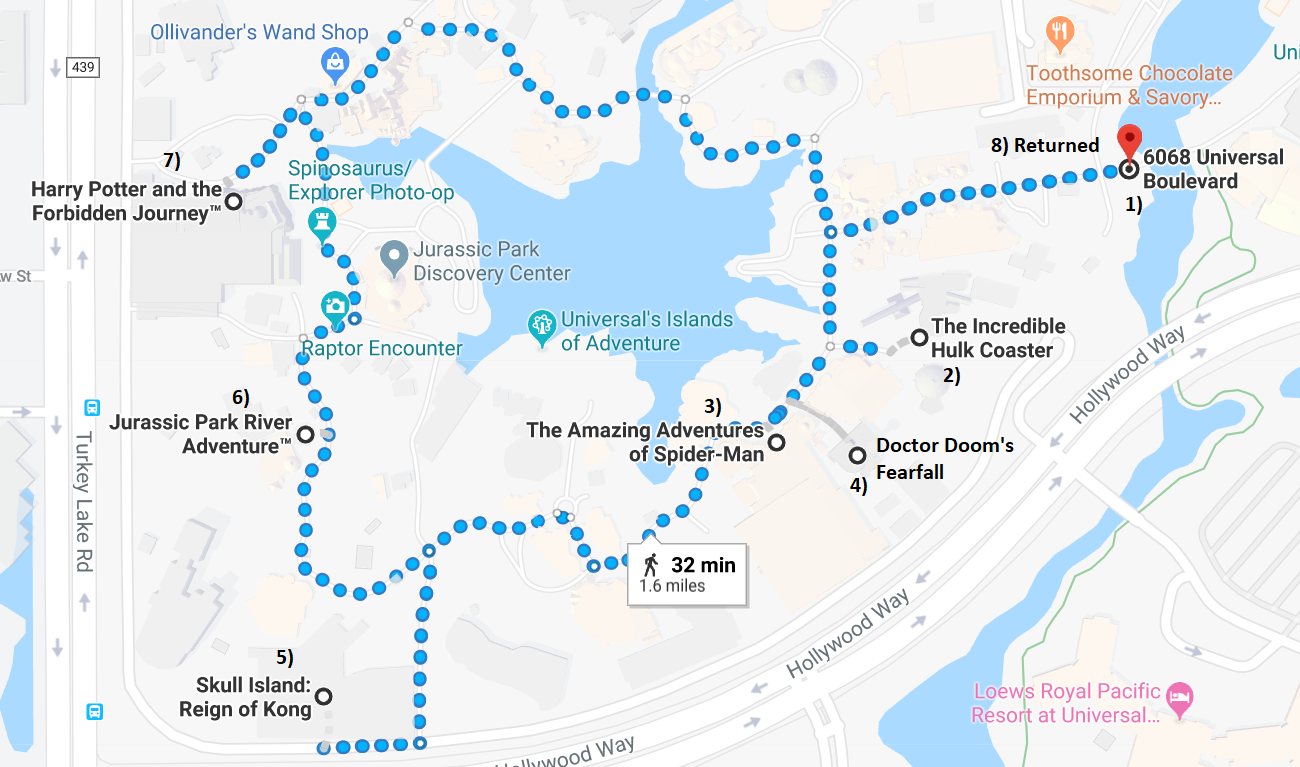 Ollivander's Wand Shop
439
Toothsome Chocolate
Emporium & Savory...
Uni
8) Returned
6068 Universal
Boulevard
1)
7)
Harry Potter and the
Forbidden Journey™
Spinosaurus/
Explorer Photo-op
Jurassic Park
Discovery Center
w St
Raptor Encounter
Universal's Islands
of Adventure
The Incredible
Hulk Coaster
2)
Hollywood Way
6)
Jurassic Park River
Adventure™
3)
The Amazing Adventures
of Spider-Man
Doctor Doom's
Fearfall
4)
Turkey Lake Rd
32 min
1.6 miles
Hollywood Way
5)
Skull Island:
Reign of Kong
Loews Royal Pacific
Resort at Universal...
Hollywood Way